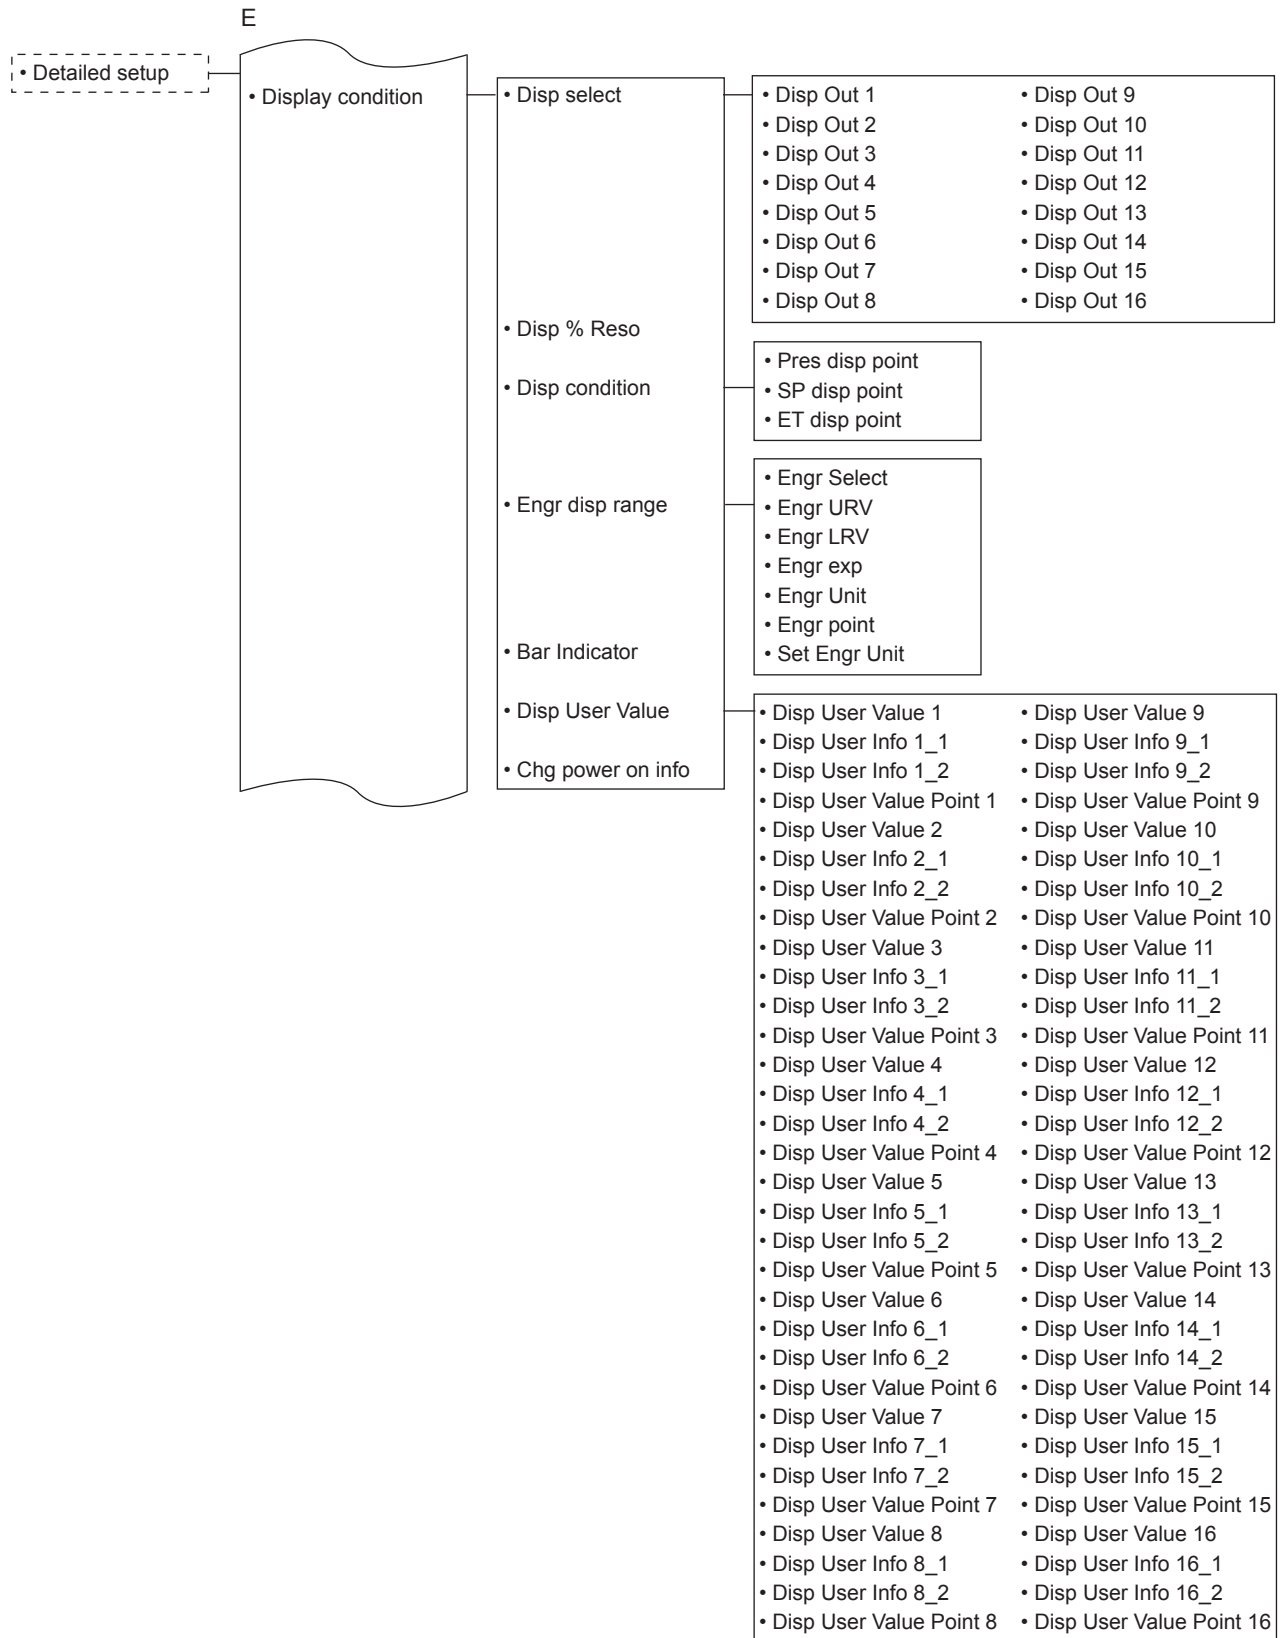 E
• Detailed setup
• Display condition
• Disp select
• Disp % Reso
• Disp condition
• Engr disp range
• Bar Indicator
• Disp User Value
• Chg power on info
• Disp Out 1
• Disp Out 2
• Disp Out 3
• Disp Out 4
• Disp Out 5
• Disp Out 6
• Disp Out 7
• Disp Out 8
• Disp Out 9
• Disp Out 10
• Disp Out 11
• Disp Out 12
• Disp Out 13
• Disp Out 14
• Disp Out 15
• Disp Out 16
• Pres disp point
• SP disp point
• ET disp point
• Engr Select
• Engr URV
• Engr LRV
• Engr exp
• Engr Unit
• Engr point
• Set Engr Unit
• Disp User Value 1
• Disp User Info 1_1
• Disp User Info 1_2
• Disp User Value Point 1
• Disp User Value 2
• Disp User Info 2_1
• Disp User Info 2_2
• Disp User Value Point 2
• Disp User Value 3
• Disp User Info 3_1
• Disp User Info 3_2
• Disp User Value Point 3
• Disp User Value 4
• Disp User Info 4_1
• Disp User Info 4_2
• Disp User Value Point 4
• Disp User Value 5
• Disp User Info 5_1
• Disp User Info 5_2
• Disp User Value Point 5
• Disp User Value 6
• Disp User Info 6_1
• Disp User Info 6_2
• Disp User Value Point 6
• Disp User Value 7
• Disp User Info 7_1
• Disp User Info 7_2
• Disp User Value Point 7
• Disp User Value 8
• Disp User Info 8_1
• Disp User Info 8_2
• Disp User Value Point 8
• Disp User Value 9
• Disp User Info 9_1
• Disp User Info 9_2
• Disp User Value Point 9
• Disp User Value 10
• Disp User Info 10_1
• Disp User Info 10_2
• Disp User Value Point 10
• Disp User Value 11
• Disp User Info 11_1
• Disp User Info 11_2
• Disp User Value Point 11
• Disp User Value 12
• Disp User Info 12_1
• Disp User Info 12_2
• Disp User Value Point 12
• Disp User Value 13
• Disp User Info 13_1
• Disp User Info 13_2
• Disp User Value Point 13
• Disp User Value 14
• Disp User Info 14_1
• Disp User Info 14_2
• Disp User Value Point 14
• Disp User Value 15
• Disp User Info 15_1
• Disp User Info 15_2
• Disp User Value Point 15
• Disp User Value 16
• Disp User Info 16_1
• Disp User Info 16_2
• Disp User Value Point 16